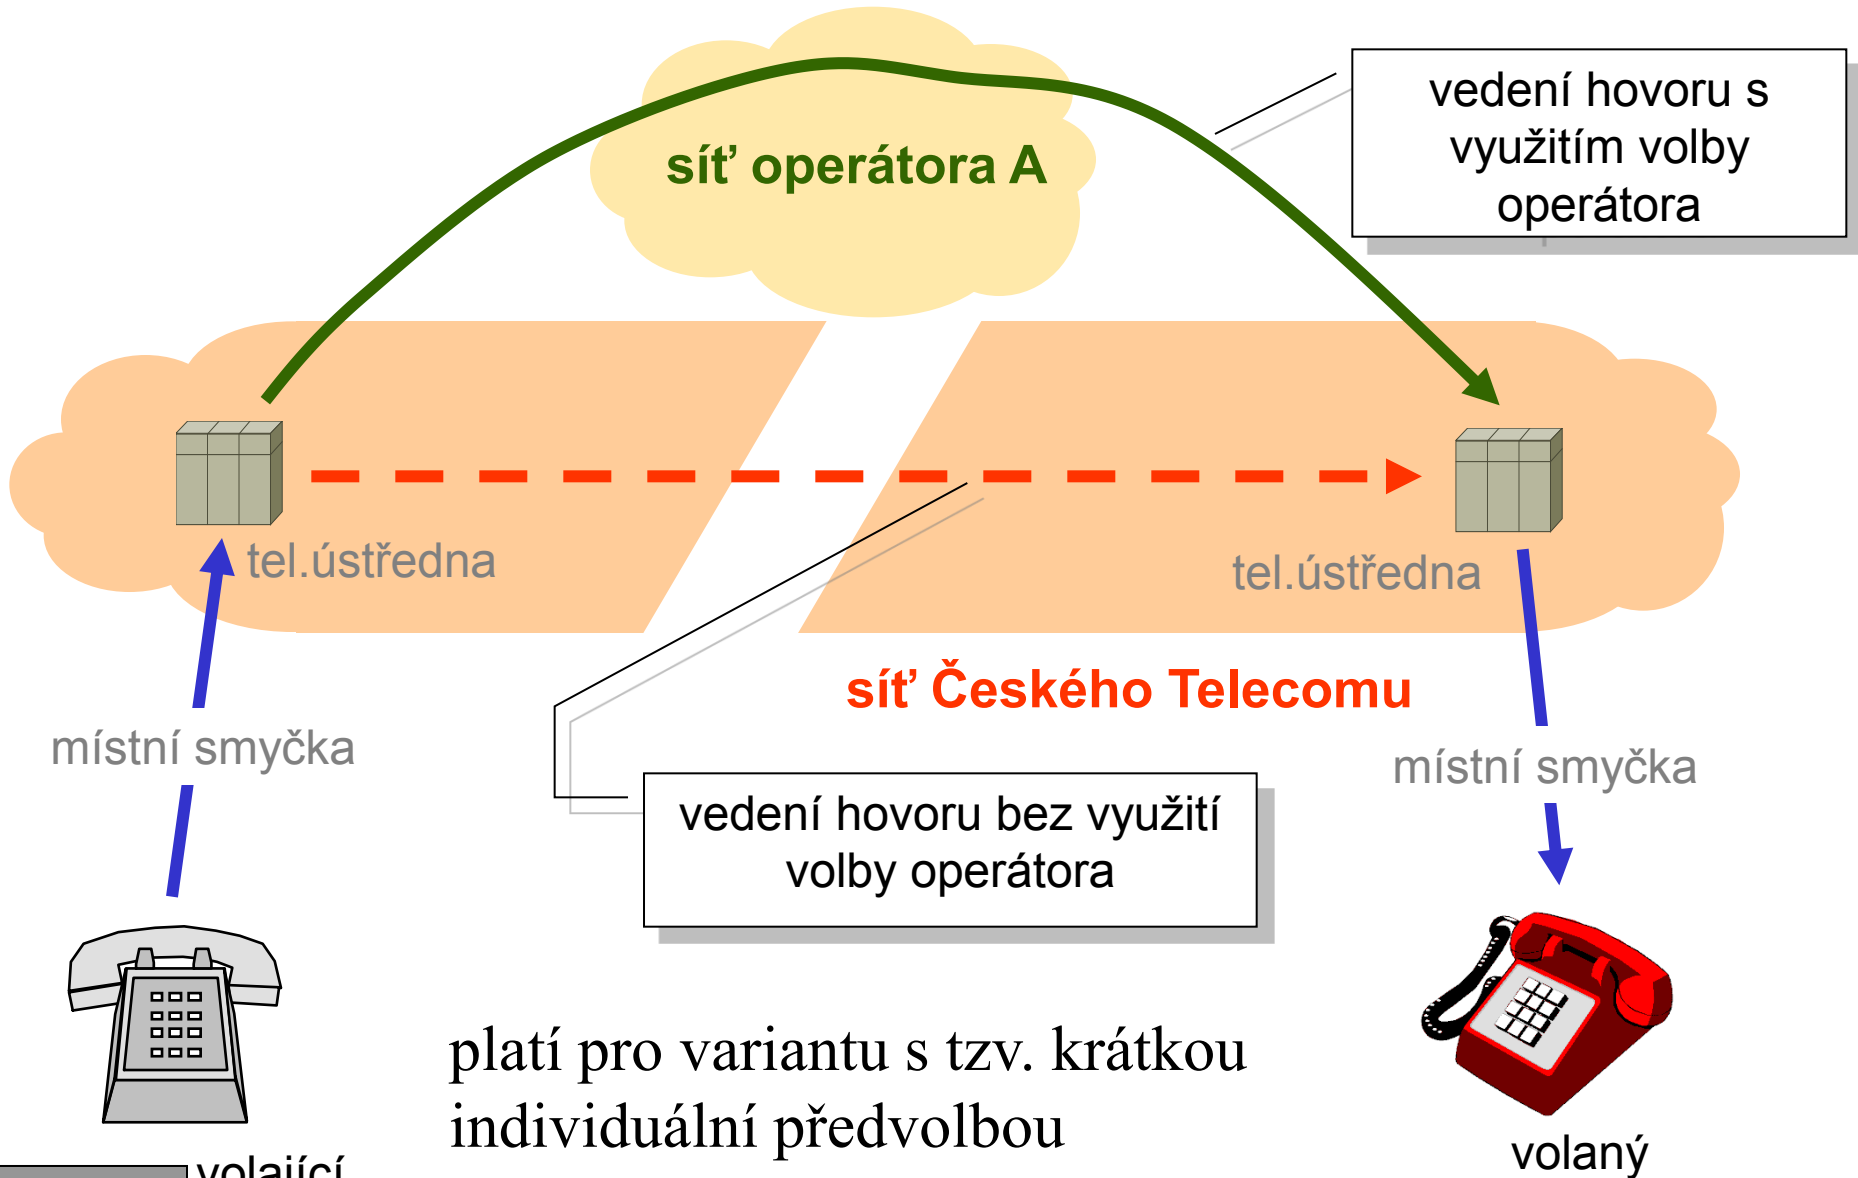 vedení hovoru s
využitím volby
operátora
síť operátora A
tel.ústředna
tel.ústředna
síť Českého Telecomu
místní smyčka
místní smyčka
vedení hovoru bez využití
volby operátora
platí pro variantu s tzv. krátkou
individuální předvolbou
volaný
volající